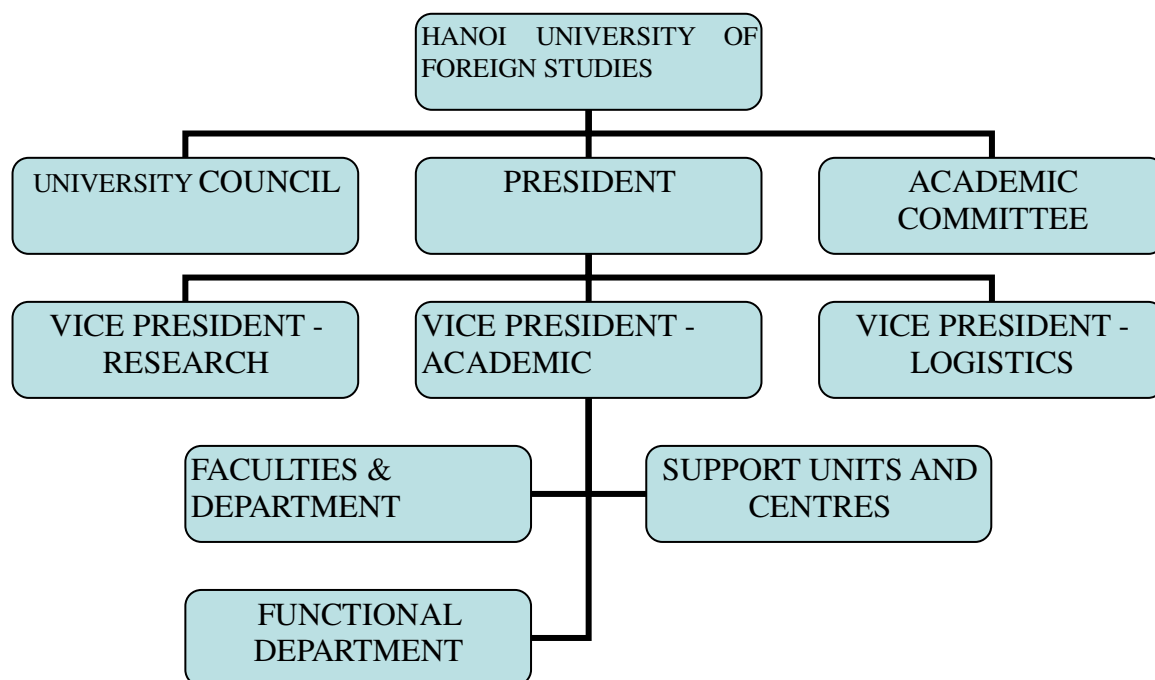 HANOI UNIVERSITY OF
FOREIGN STUDIES
UNIVERSITY COUNCIL
PRESIDENT
ACADEMIC
COMMITTEE
VICE PRESIDENT -
RESEARCH
VICE PRESIDENT -
ACADEMIC
VICE PRESIDENT -
LOGISTICS
FACULTIES &
DEPARTMENT
SUPPORT UNITS AND
CENTRES
FUNCTIONAL
DEPARTMENT